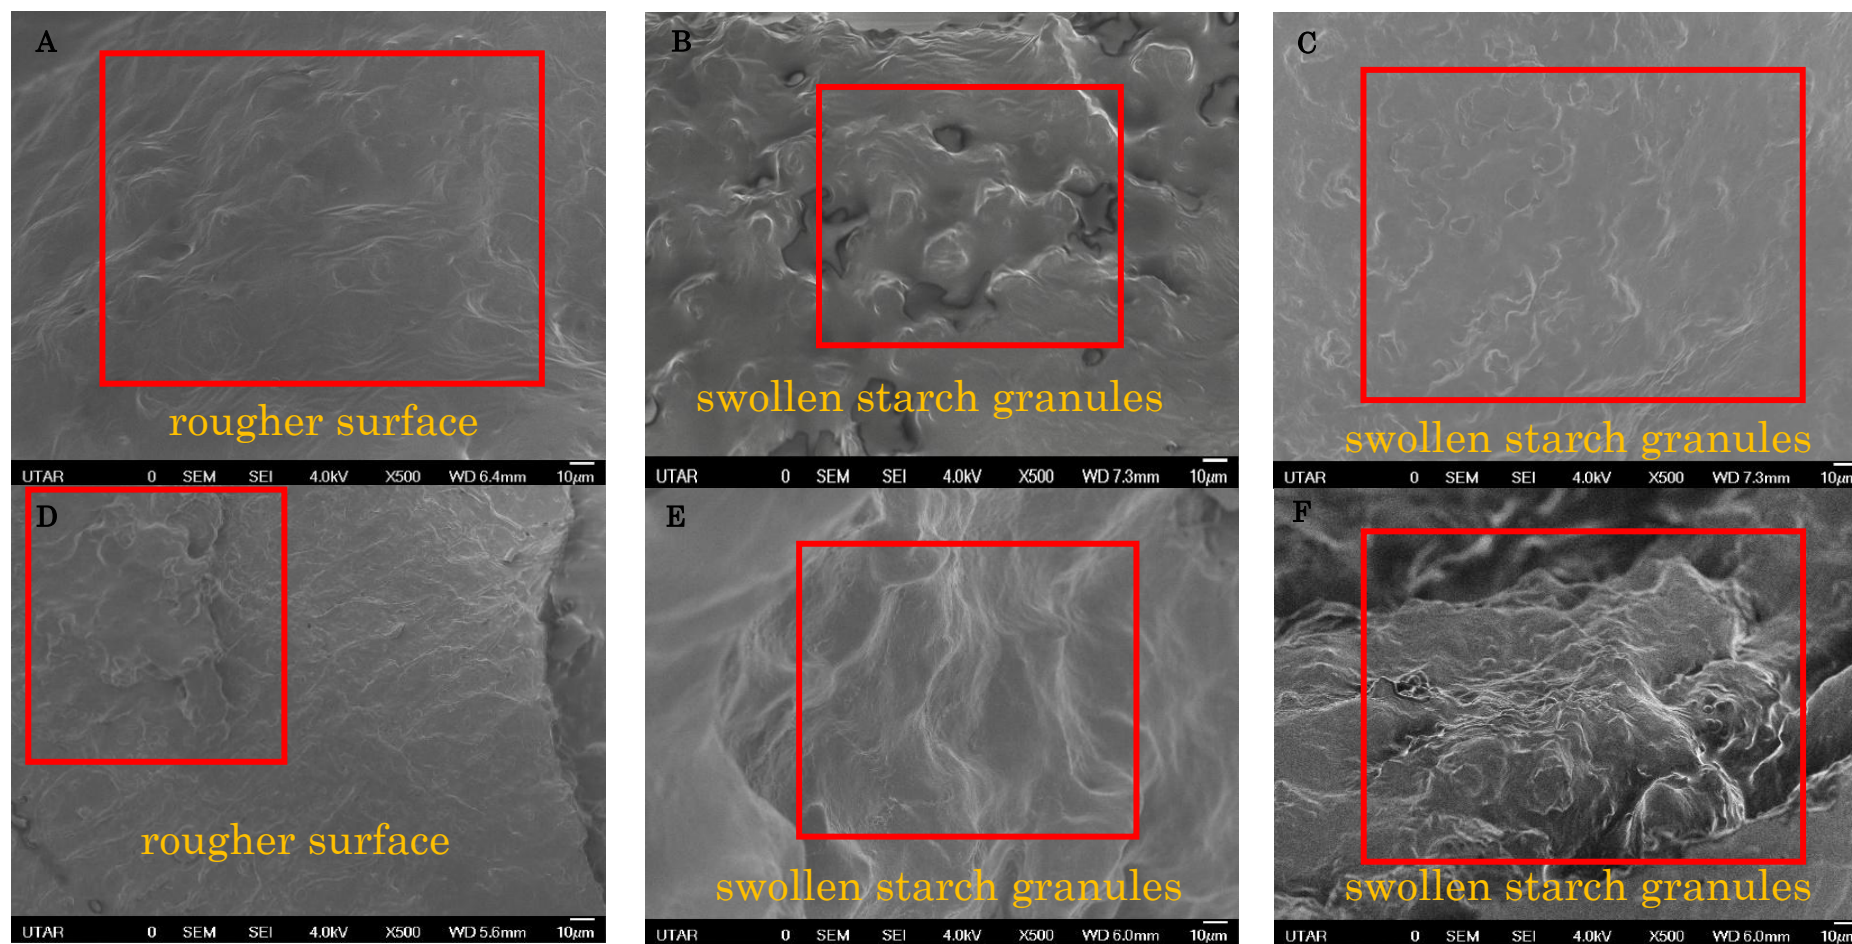 A
rougher surface
UTAR 0 SEM SEI 4.0kV X500 WD 6.4mm 10μm
B
swollen starch granules
UTAR 0 SEM SEI 4.0kV X500 WD 7.3mm 10μm
C
swollen starch granules
UTAR 0 SEM SEI 4.0kV X500 WD 7.3mm 10μm
D
rougher surface
UTAR 0 SEM SEI 4.0kV X500 WD 5.6mm 10μm
E
swollen starch granules
UTAR 0 SEM SEI 4.0kV X500 WD 6.0mm 10μm
F
swollen starch granules
UTAR 0 SEM SEI 4.0kV X500 WD 6.0mm 10μm